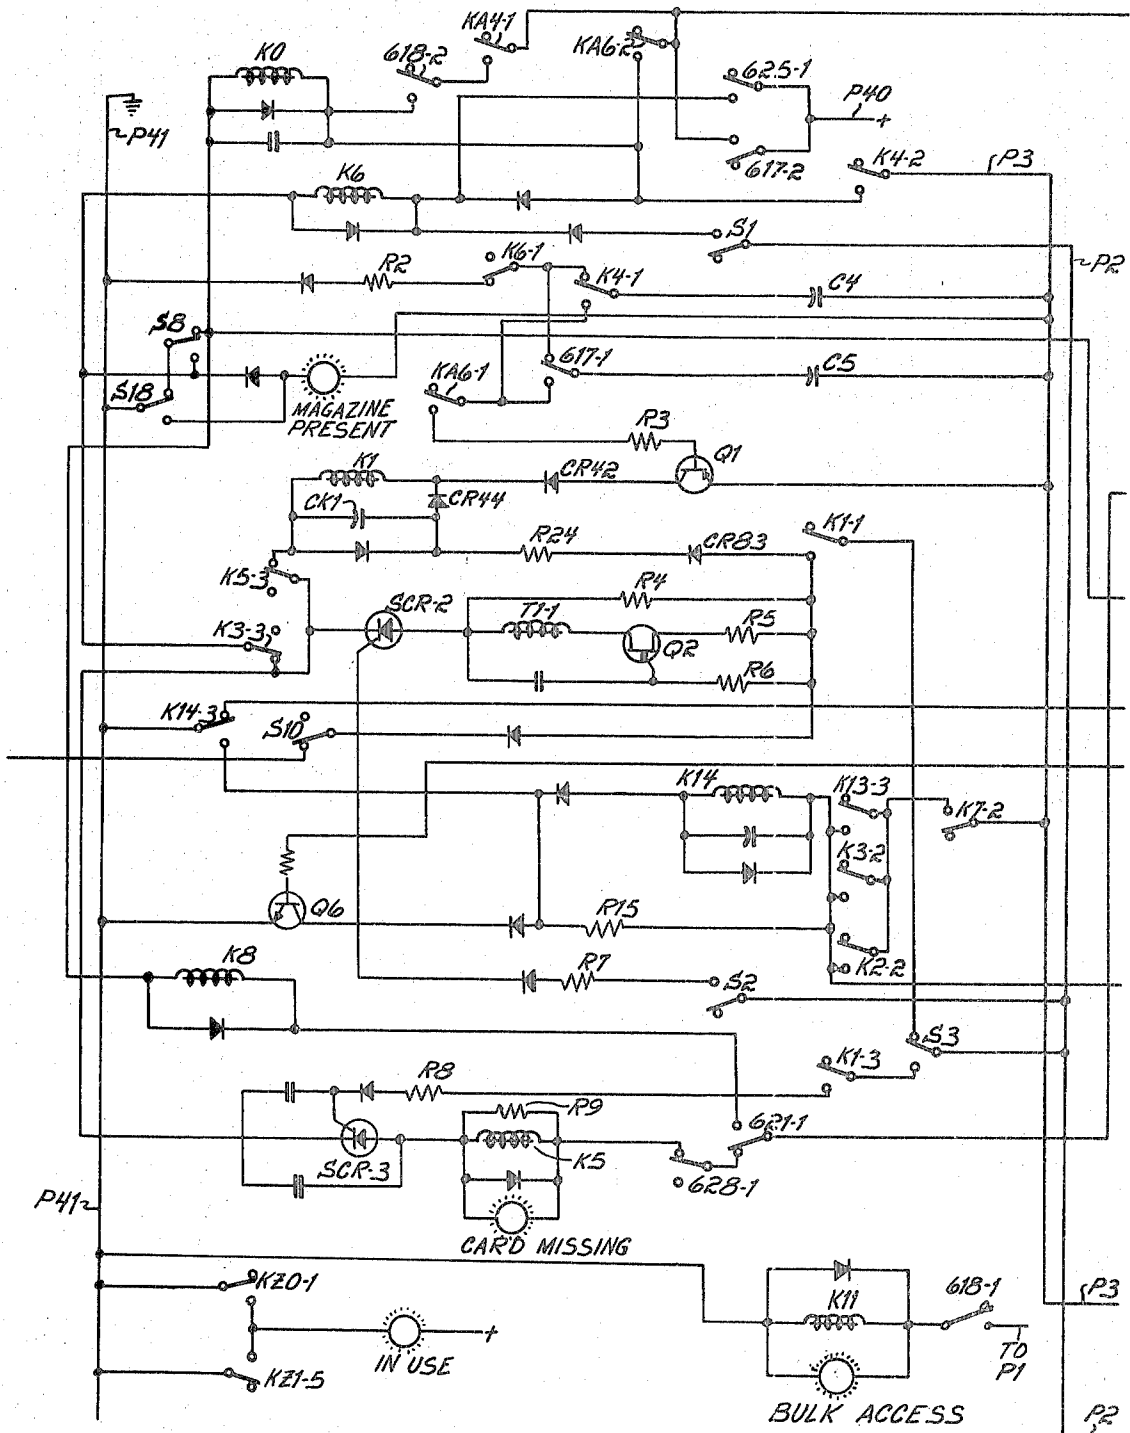 KA4-1
K0
618-2
KA6-2
625-1
P40
+
P41
617-2
K4-2
P3
K6
S1
P2
R2
K6-1
K4-1
C4
S8
617-1
C5
S18
KA6-1
MAGAZINE
PRESENT
R3
Q1
K1
CR42
CK1
CR44
R24
CR83
K1-1
K5-3
SCR-2
R4
T1-1
R5
K3-3
Q2
R6
K14-3
S10
K14
K13-3
K7-2
K3-2
Q6
R15
K8
R7
S2
K2-2
S3
R8
K1-3
R9
621-1
SCR-3
K5
628-1
P41
CARD MISSING
KZ0-1
K11
618-1
P3
+
IN USE
TO
P1
KZ1-5
BULK ACCESS
P2